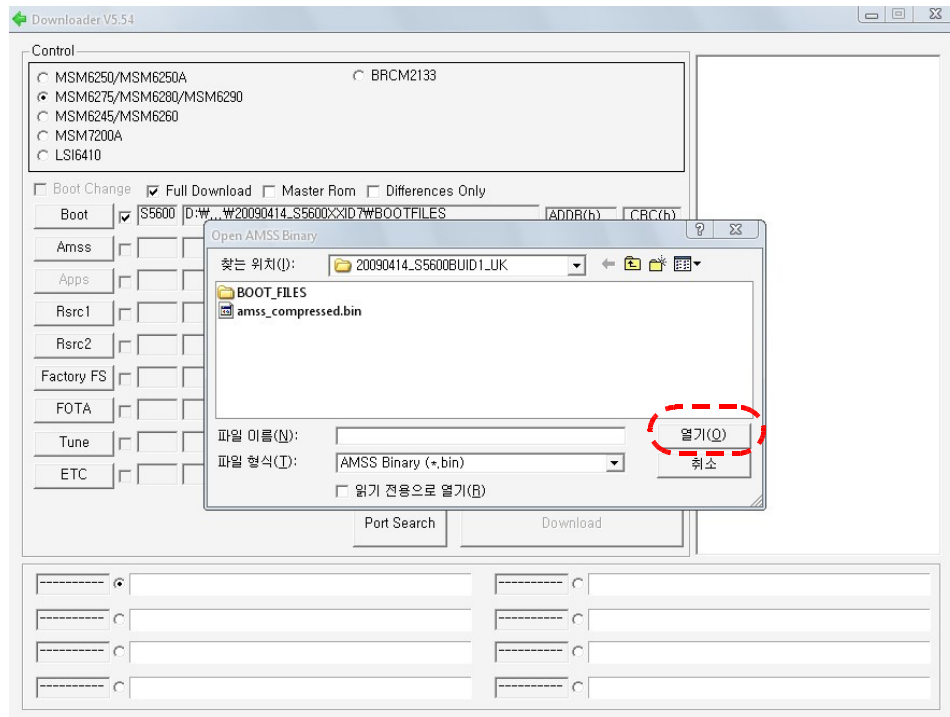 Downloader V5.54
Control
MSM6250/MSM6250A
BRCM2133
MSM6275/MSM6280/MSM6290
MSM6245/MSM6260
MSM7200A
LSI6410
Boot Change
Full Download
Master Rom
Differences Only
Boot
S5600
D:₩,,,₩20090414_S5600XXID7₩BOOTFILES
ADDR(h)
CRC(h)
Open AMSS Binary
Amss
찾는 위치(I):
20090414_S5600BUID1_UK
Apps
BOOT_FILES
amss_compressed.bin
Rsrc1
Rsrc2
Factory FS
FOTA
파일 이름(N):
열기(O)
Tune
파일 형식(T):
AMSS Binary (*,bin)
취소
ETC
읽기 전용으로 열기(R)
Port Search
Download
----------
----------
----------
----------
----------
----------
----------
----------